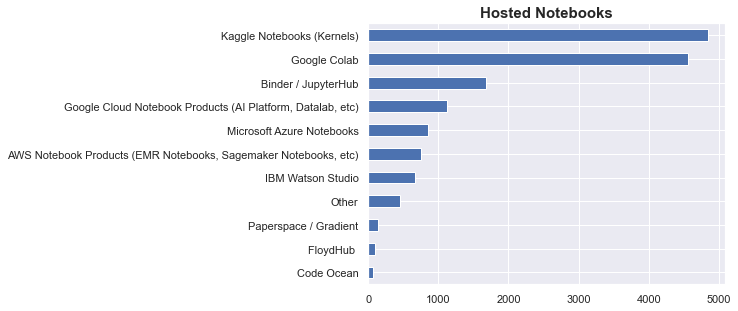 Hosted Notebooks
Kaggle Notebooks (Kernels)
Google Colab
Binder / JupyterHub
Google Cloud Notebook Products (AI Platform, Datalab, etc)
Microsoft Azure Notebooks
AWS Notebook Products (EMR Notebooks, Sagemaker Notebooks, etc)
IBM Watson Studio
Other
Paperspace / Gradient
FloydHub
Code Ocean
0 1000 2000 3000 4000 5000